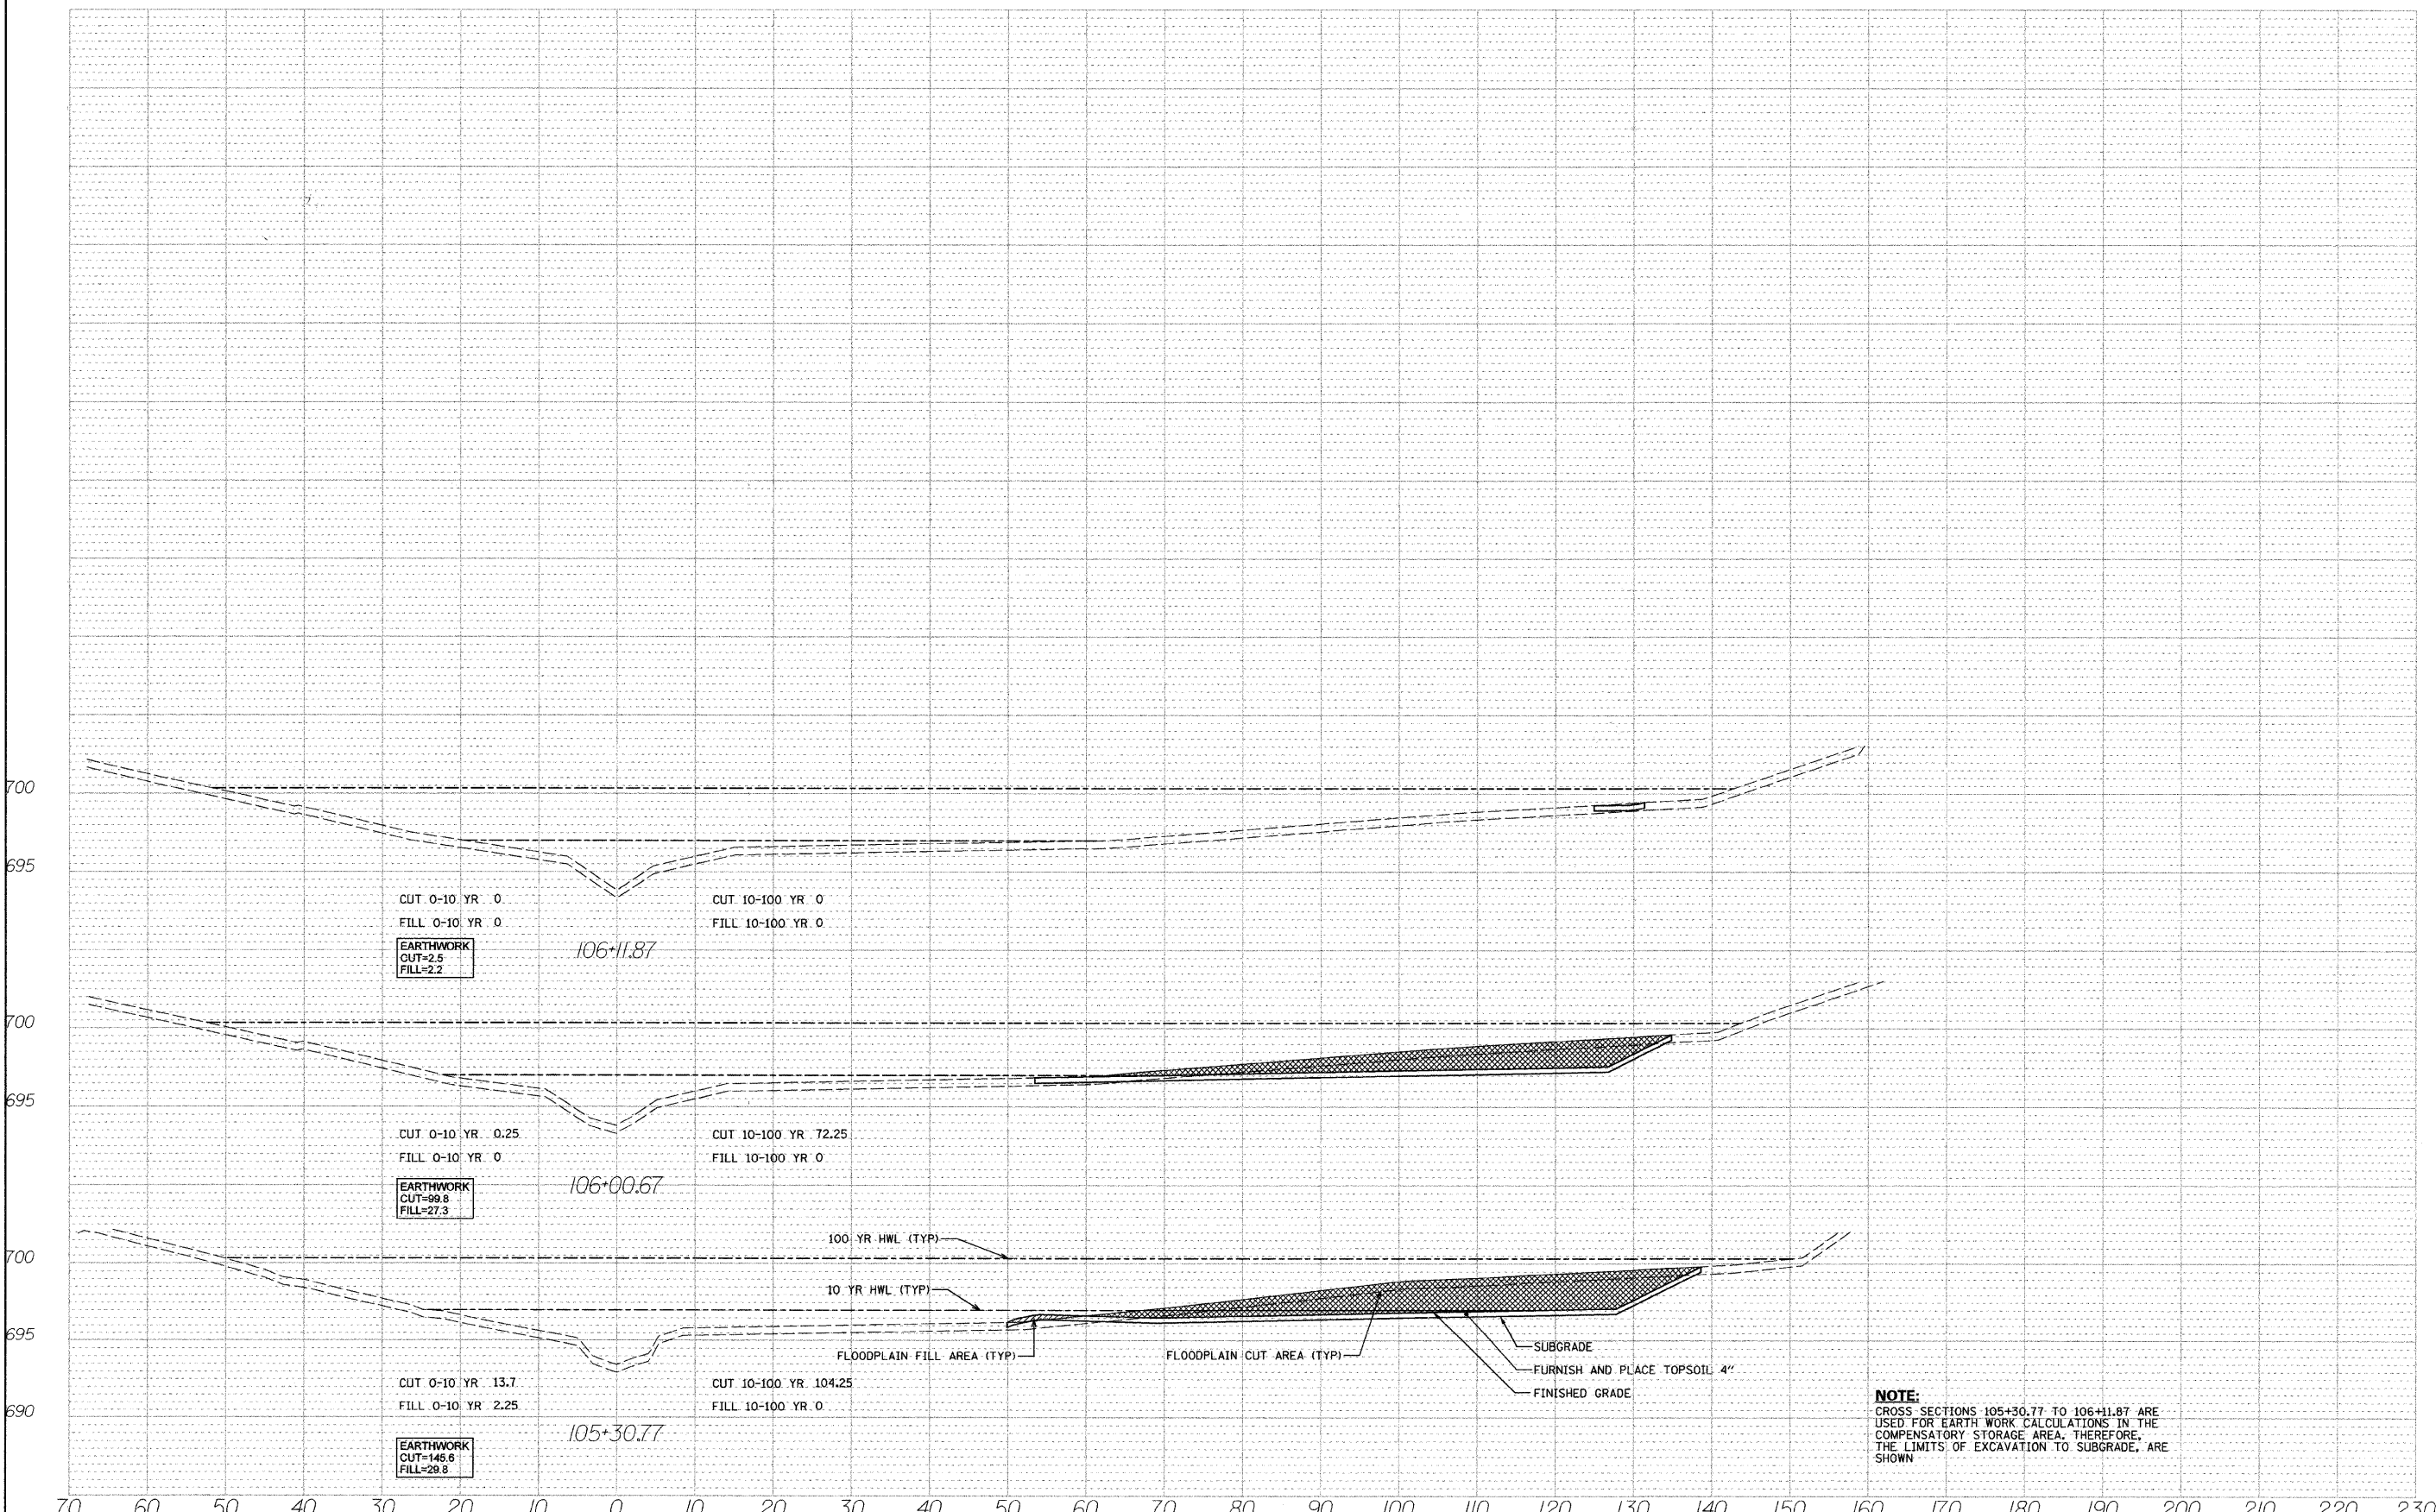 700
695
CUT 0-10 YR 0
CUT 10-100 YR 0
FILL 0-10 YR 0
FILL 10-100 YR 0
EARTHWORK
CUT=2.5
FILL=2.2
106+11.87
700
695
CUT 0-10 YR 0.25
CUT 10-100 YR 72.25
FILL 0-10 YR 0
FILL 10-100 YR 0
EARTHWORK
CUT=99.8
FILL=27.3
106+00.67
100 YR HWL (TYP)
700
10 YR HWL (TYP)
695
FLOODPLAIN FILL AREA (TYP)
FLOODPLAIN CUT AREA (TYP)
SUBGRADE
FURNISH AND PLACE TOPSOIL 4"
FINISHED GRADE
CUT 0-10 YR 13.7
CUT 10-100 YR 104.25
FILL 0-10 YR 2.25
FILL 10-100 YR 0
690
105+30.77
EARTHWORK
CUT=145.6
FILL=29.8
NOTE:
CROSS SECTIONS 105+30.77 TO 106+11.87 ARE
USED FOR EARTH WORK CALCULATIONS IN THE
COMPENSATORY STORAGE AREA. THEREFORE,
THE LIMITS OF EXCAVATION TO SUBGRADE, ARE
SHOWN
70 60 50 40 30 20 10 0 10 20 30 40 50 60 70 80 90 100 110 120 130 140 150 160 170 180 190 200 210 220 230